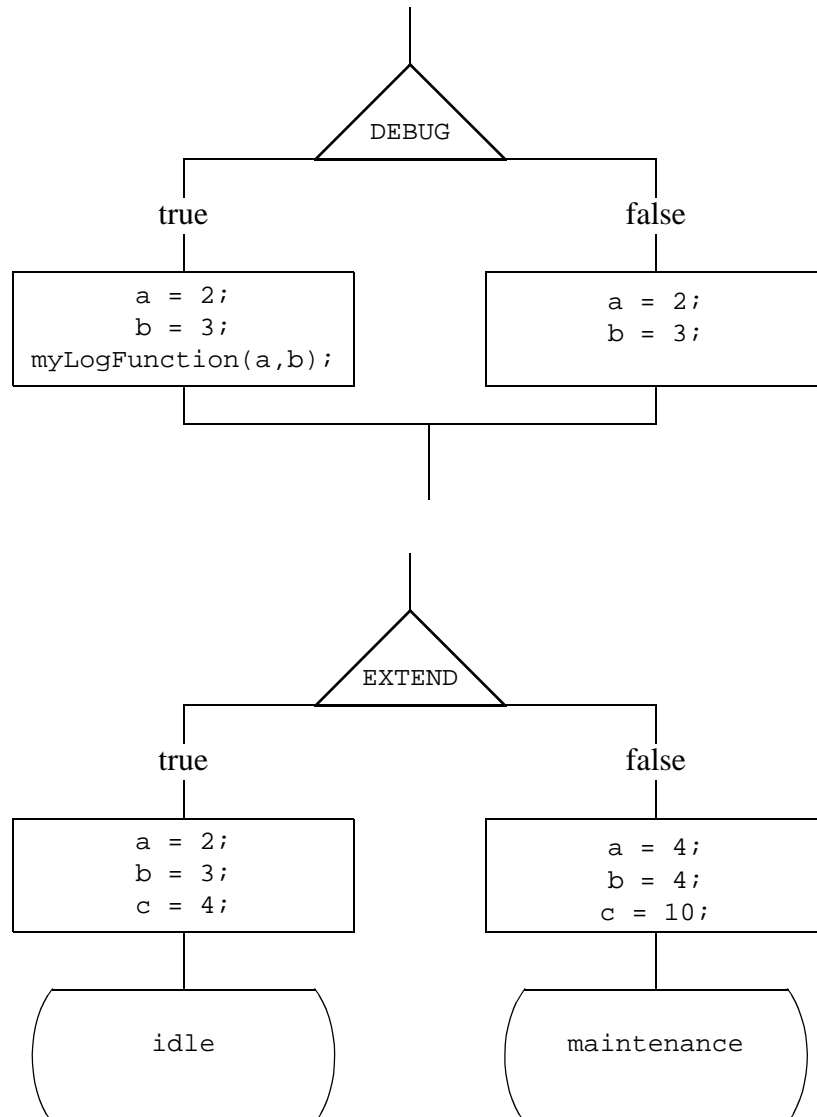 DEBUG
true
false
a = 2;
b = 3;
myLogFunction(a,b);
a = 2;
b = 3;
EXTEND
true
false
a = 2;
b = 3;
c = 4;
a = 4;
b = 4;
c = 10;
idle
maintenance